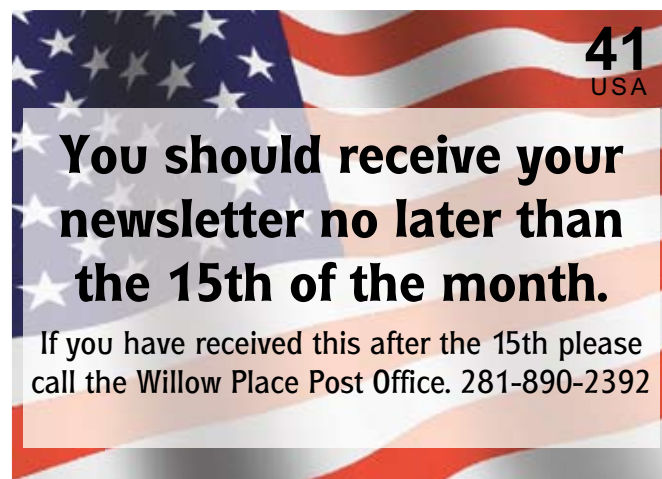 41
USA
You should receive your
newsletter no later than
the 15th of the month.
If you have received this after the 15th please
call the Willow Place Post Office. 281-890-2392